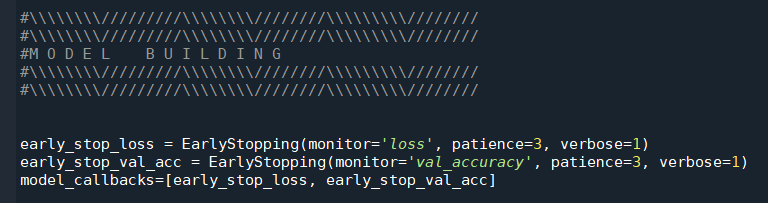 #\\\\\\\\/////////\\\\\\\\////////\\\\\\\\\////////
#\\\\\\\\/////////\\\\\\\\////////\\\\\\\\\////////
#M O D E L   B U I L D I N G
#\\\\\\\\/////////\\\\\\\\////////\\\\\\\\\////////
#\\\\\\\\/////////\\\\\\\\////////\\\\\\\\\////////
early_stop_loss = EarlyStopping(monitor='loss', patience=3, verbose=1)
early_stop_val_acc = EarlyStopping(monitor='val_accuracy', patience=3, verbose=1)
model_callbacks=[early_stop_loss, early_stop_val_acc]